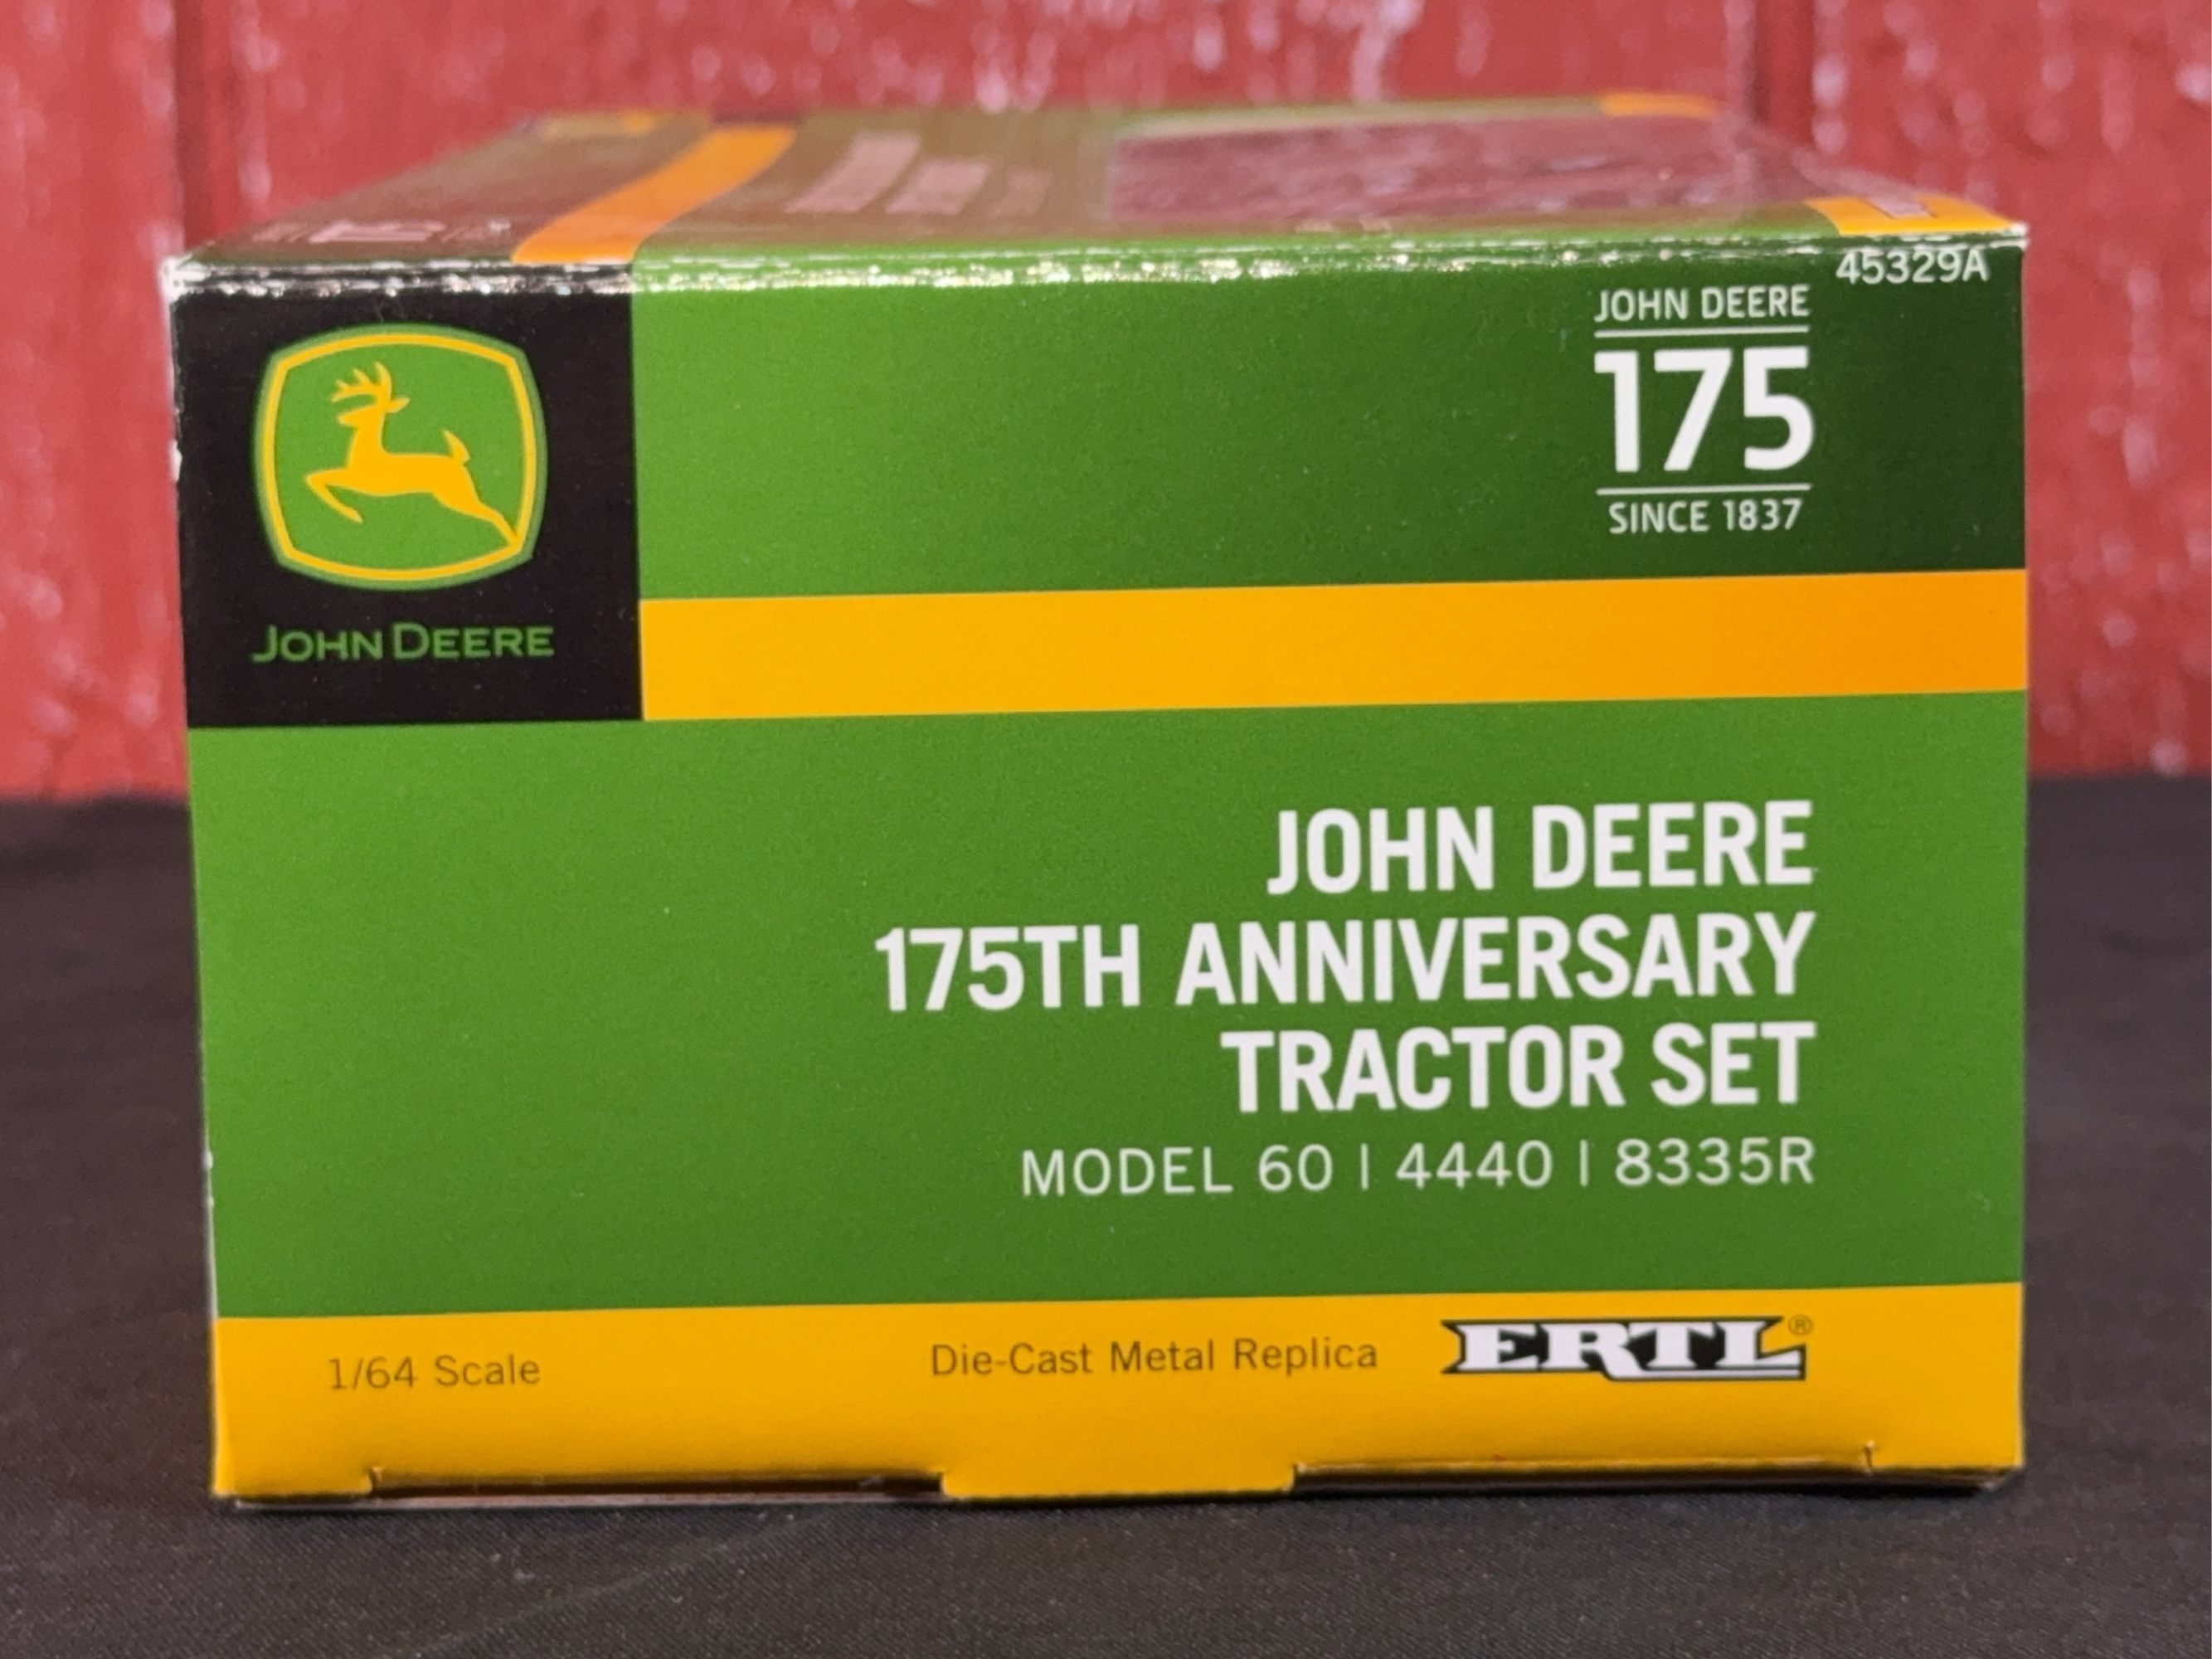 45329A
JOHN DEERE
175
SINCE 1837
JOHN DEERE
JOHN DEERE
175TH ANNIVERSARY
TRACTOR SET
MODEL 60 | 4440 | 8335R
1/64 Scale
Die-Cast Metal Replica
ERTL®